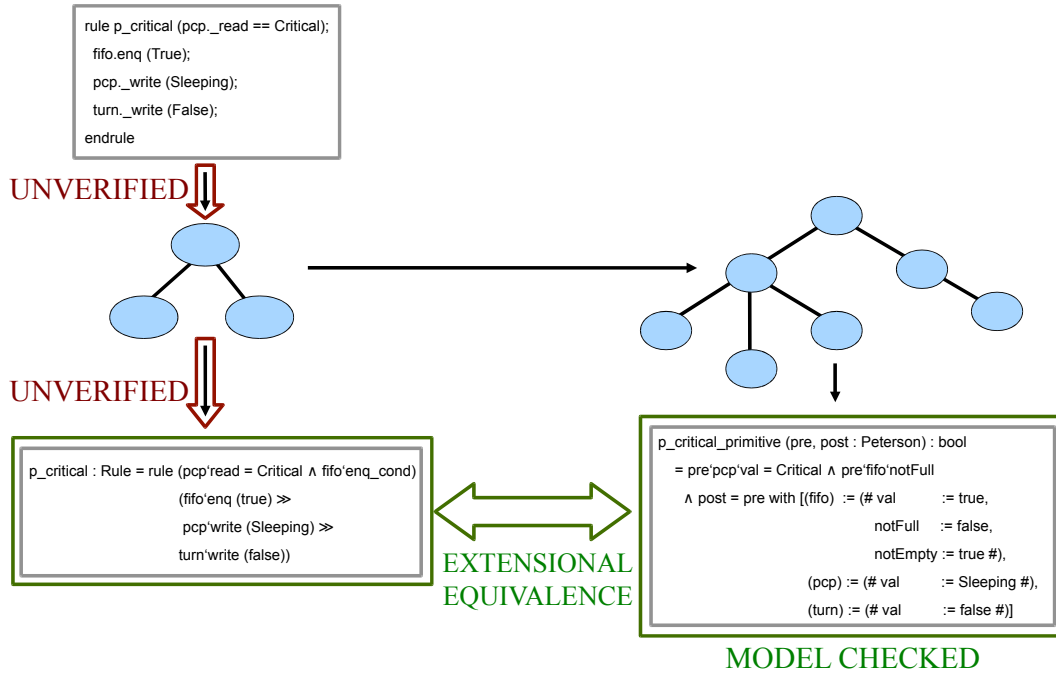 rule p_critical (pcp._read == Critical);
fifo.enq (True);
pcp._write (Sleeping);
turn._write (False);
endrule
UNVERIFIED
UNVERIFIED
p_critical : Rule = rule (pcp‘read = Critical ∧ fifo‘enq_cond)
(fifo‘enq (true) ≫
pcp‘write (Sleeping) ≫
turn‘write (false))
EXTENSIONAL
EQUIVALENCE
p_critical_primitive (pre, post : Peterson) : bool
= pre‘pcp‘val = Critical ∧ pre‘fifo‘notFull
∧ post = pre with [(fifo) := (# val := true,
notFull := false,
notEmpty := true #),
(pcp) := (# val := Sleeping #),
(turn) := (# val := false #)]
MODEL CHECKED